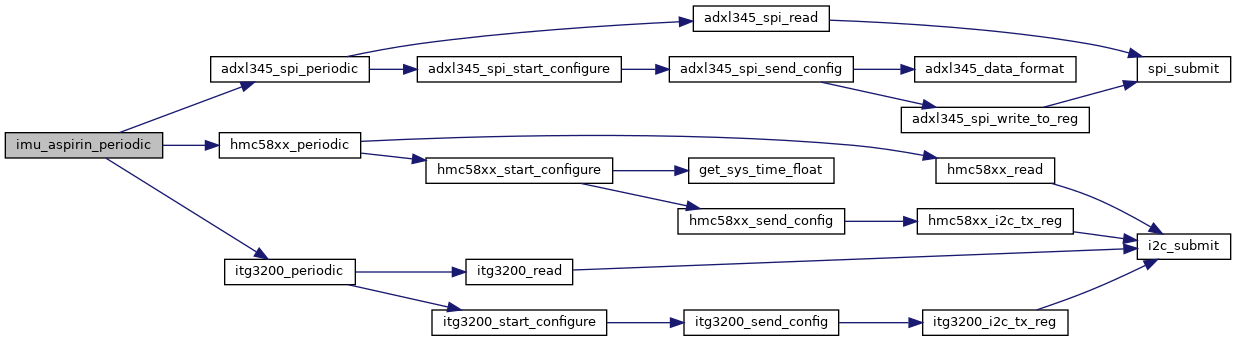 adxl345_spi_read
adxl345_spi_periodic
adxl345_spi_start_configure
adxl345_spi_send_config
adxl345_data_format
spi_submit
adxl345_spi_write_to_reg
imu_aspirin_periodic
hmc58xx_periodic
hmc58xx_start_configure
get_sys_time_float
hmc58xx_read
hmc58xx_send_config
hmc58xx_i2c_tx_reg
i2c_submit
itg3200_periodic
itg3200_read
itg3200_start_configure
itg3200_send_config
itg3200_i2c_tx_reg